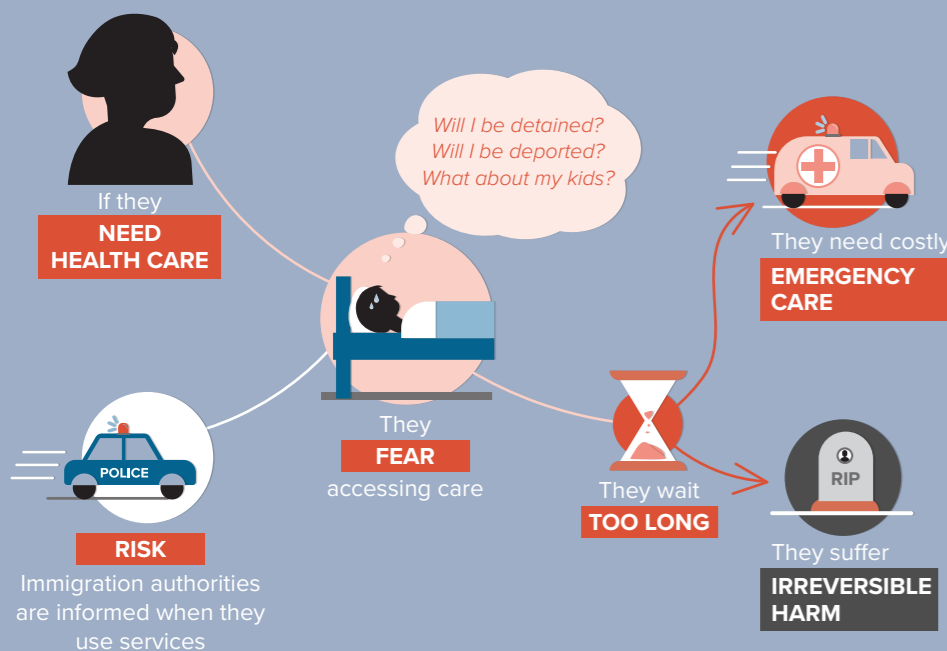 If they
NEED
HEALTH CARE
Will I be detained?
Will I be deported?
What about my kids?
They need costly
EMERGENCY
CARE
POLICE
RISK
Immigration authorities
are informed when they
use services
They
FEAR
accessing care
They wait
TOO LONG
RIP
They suffer
IRREVERSIBLE
HARM